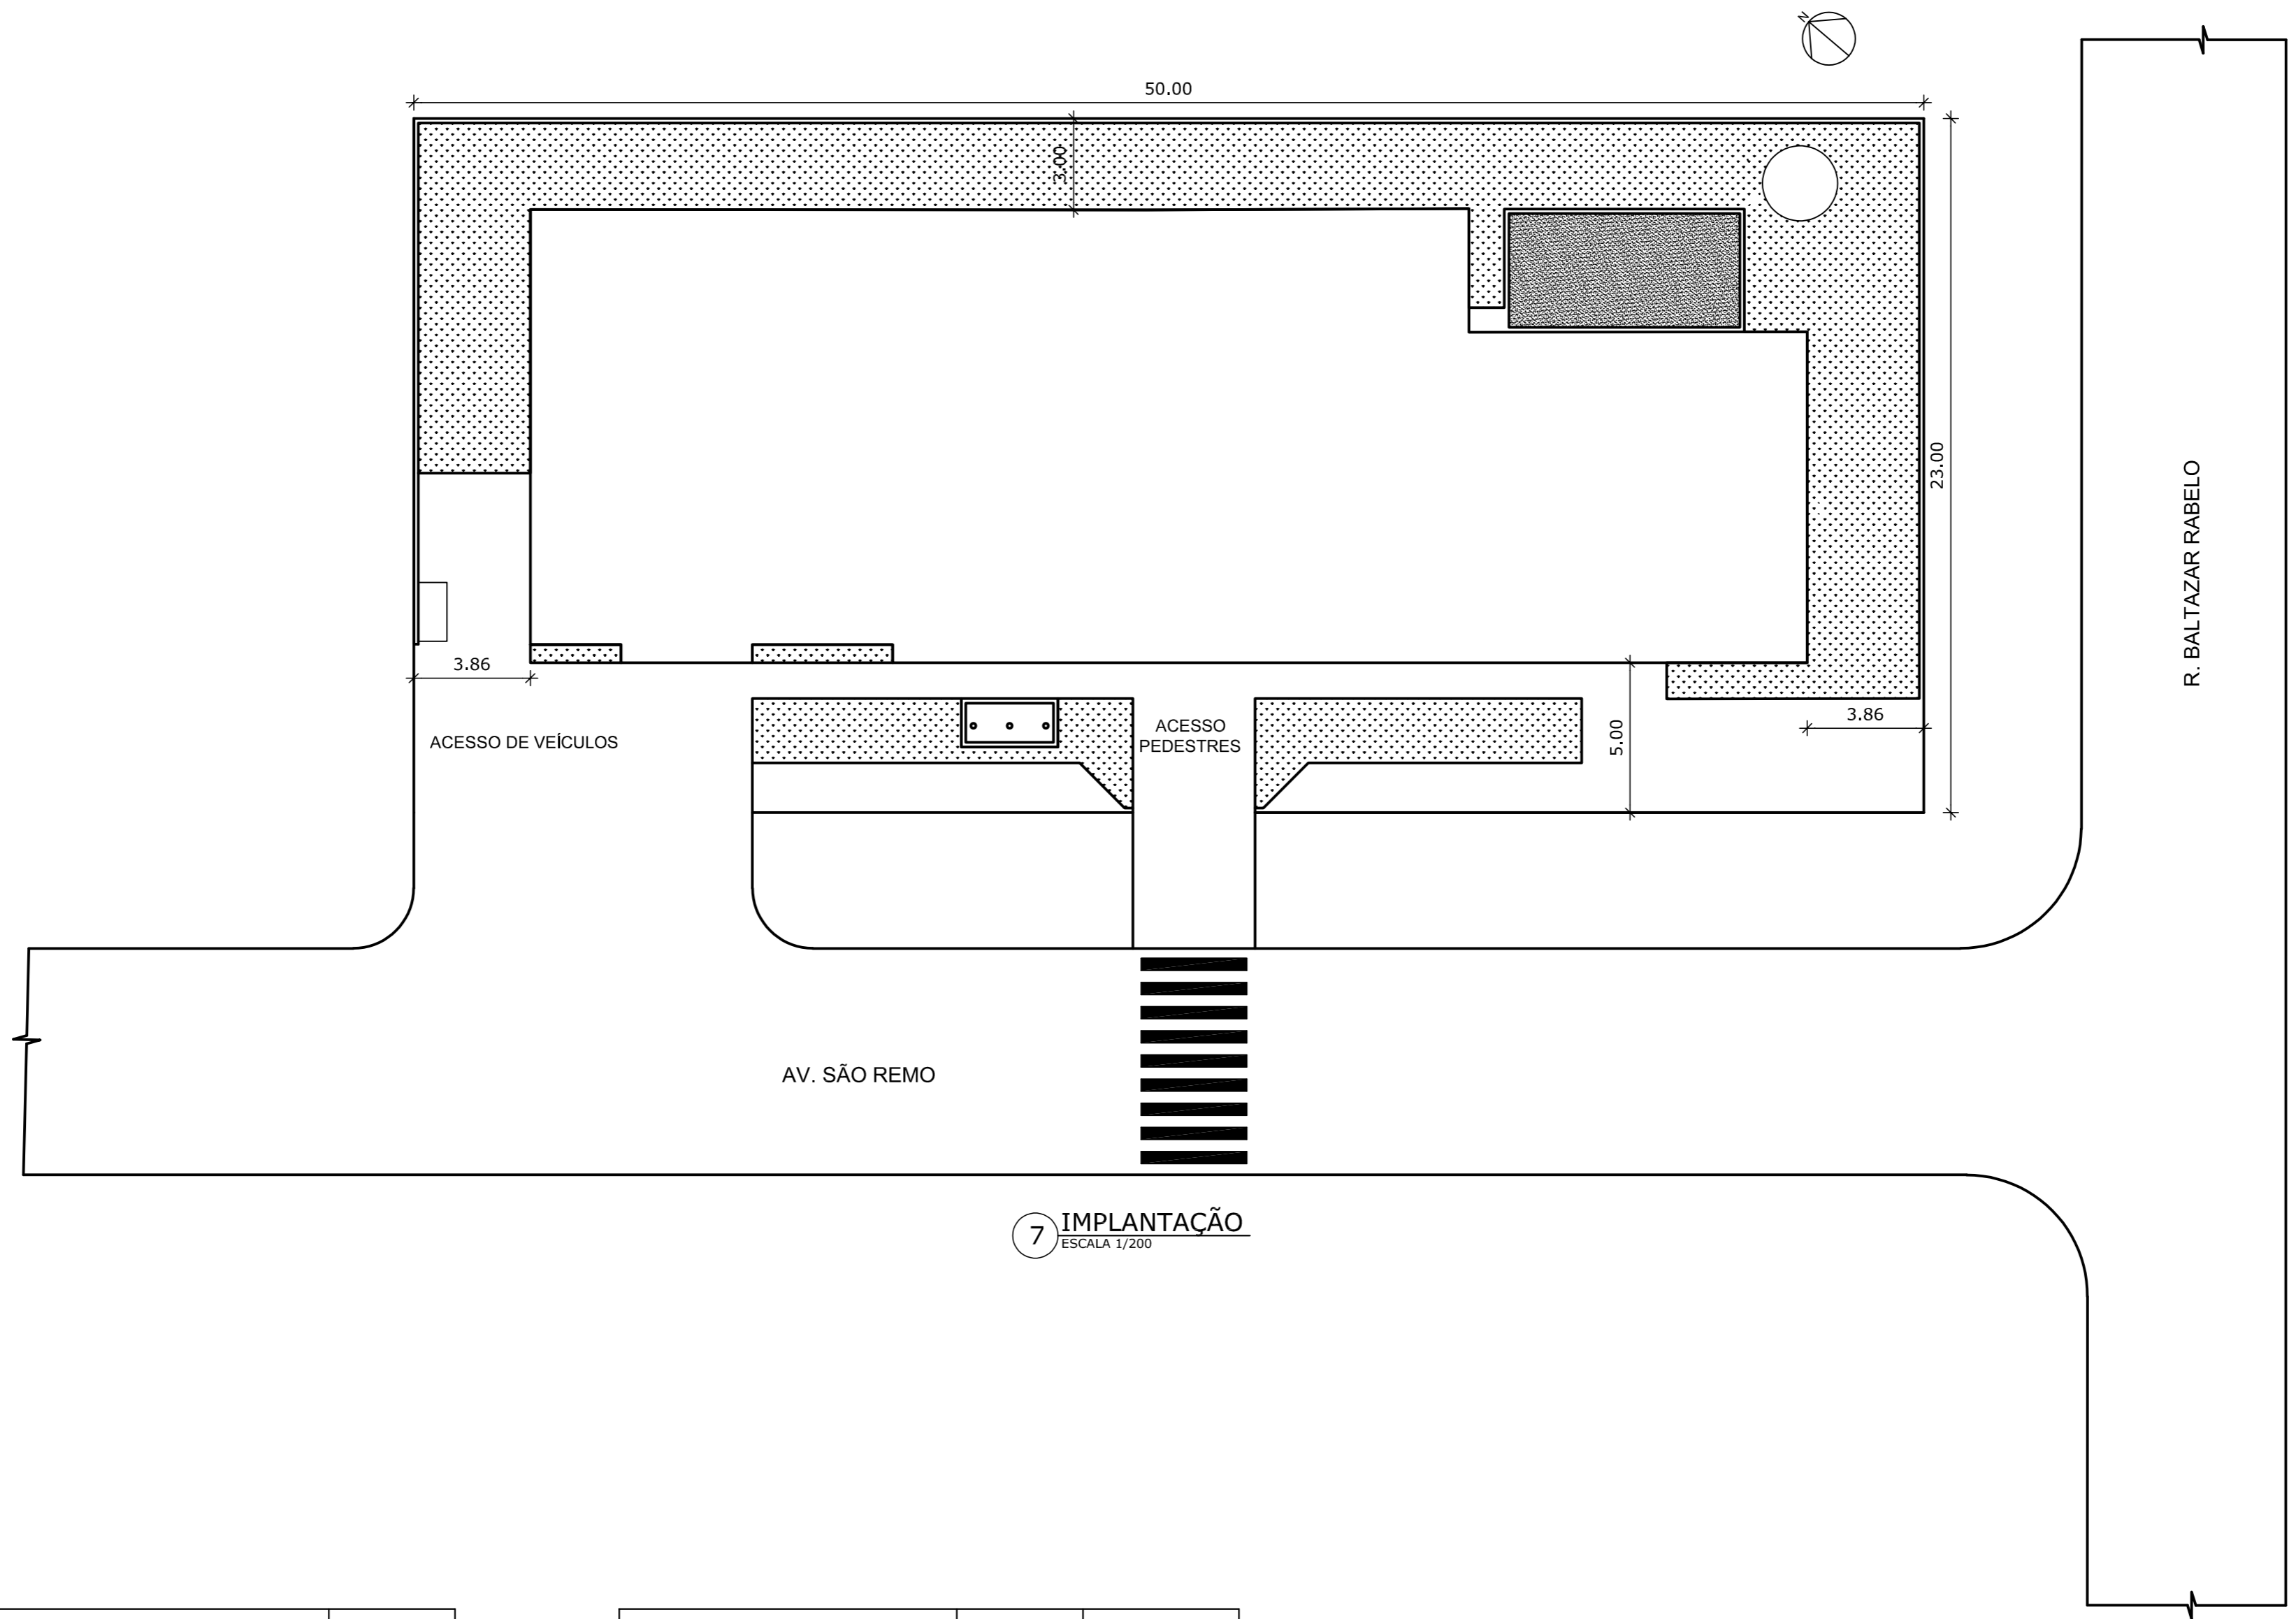 N
50.00
3.00
23.00
R. BALTAZAR RABELO
3.86
3.86
ACESSO DE VEÍCULOS
ACESSO
PEDESTRES
5.00
AV. SÃO REMO
7
IMPLANTAÇÃO
ESCALA 1/200